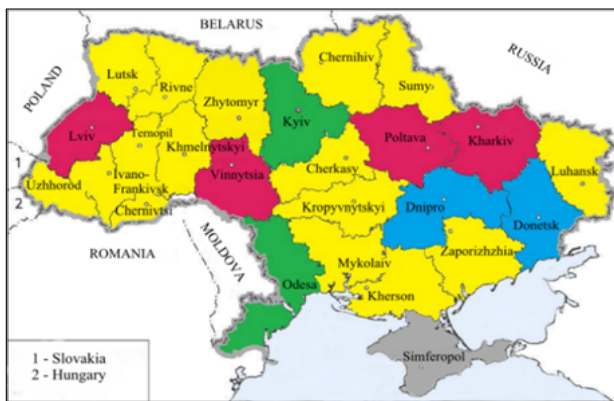 BELARUS
RUSSIA
POLAND
Chernihiv
Lutsk
Rivne
Sumy
Zhytomyr
Kyiv
Lviv
Ternopil
Khmelnytskyi
Poltava
Kharkiv
Vinnytsia
Cherkasy
Luhansk
1
Uzhhorod
Ivano-
Frankivsk
Chernivtsi
2
Kropyvnytskyi
Dnipro
Donetsk
ROMANIA
MOLDOVA
Zaporizhzhia
Mykolaiv
Odesa
Kherson
Simferopol
1 - Slovakia
2 - Hungary